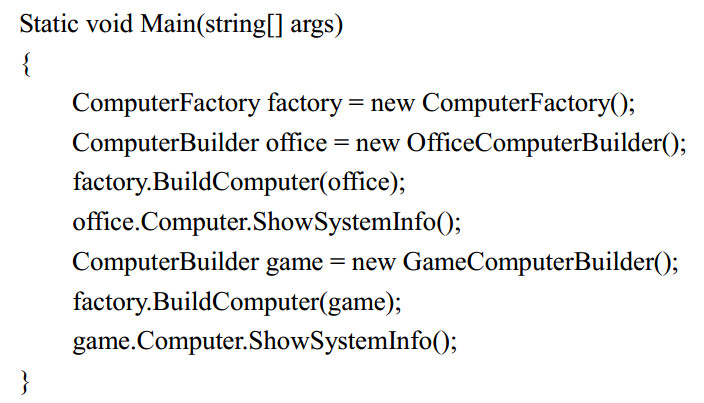 Static void Main(string[] args)
{
ComputerFactory factory = new ComputerFactory();
ComputerBuilder office = new OfficeComputerBuilder();
factory.BuildComputer(office);
office.Computer.ShowSystemInfo();
ComputerBuilder game = new GameComputerBuilder();
factory.BuildComputer(game);
game.Computer.ShowSystemInfo();
}